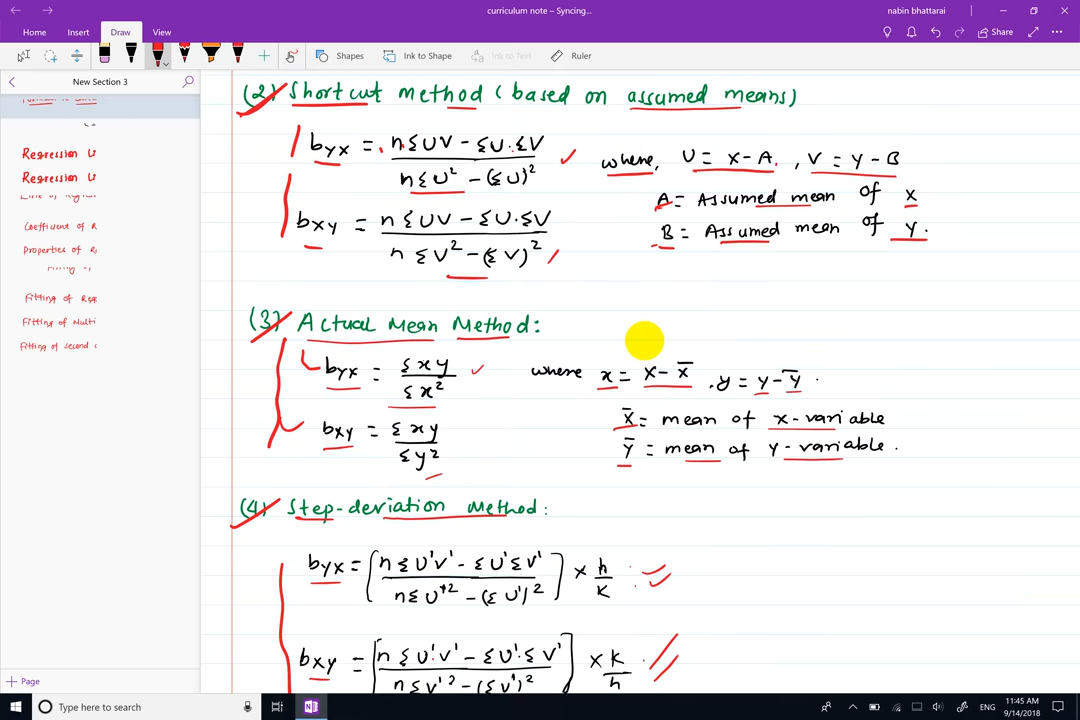 curriculum note – Syncing...
nabin bhattarai
Home Insert Draw View
Share
Shapes Ink to Shape Ink to Text Ruler
New Section 3
Regression
Regression
Coefficient of R
Properties of
Fitting of
Fitting of Reg
Fitting of Multi
Fitting of second
Page
(2) Shortcut method (based on assumed means)
byx = nΣUV - ΣU.ΣV / nΣU² - (ΣU)²
where, U = X - A. , V = Y - B
A = Assumed mean of X
bxy = nΣUV - ΣU.ΣV / nΣV² - (ΣV)²
B = Assumed mean of Y.
(3) Actual Mean Method:
byx = Σxy / Σx²
where x = X - X̅ , y = Y - Y̅ .
X̅ = mean of x-variable
bxy = Σxy / Σy²
Y̅ = mean of Y-variable.
(4) Step-deviation Method:
byx = [nΣU'V' - ΣU'ΣV' / nΣU'² - (ΣU')²] × h/k
bxy = [nΣU'V' - ΣU'.ΣV' / nΣV'² - (ΣV')²] × k/h
Type here to search
ENG
11:45 AM
9/14/2018